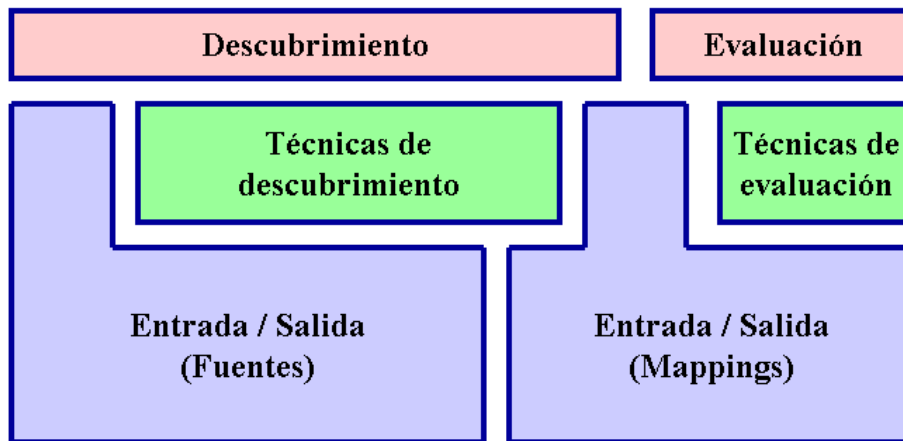 Descubrimiento
Evaluación
Técnicas de
descubrimiento
Técnicas de
evaluación
Entrada / Salida
(Fuentes)
Entrada / Salida
(Mappings)